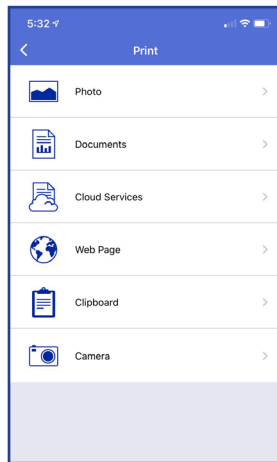 5:32
Print
Photo
Documents
Cloud Services
Web Page
Clipboard
Camera